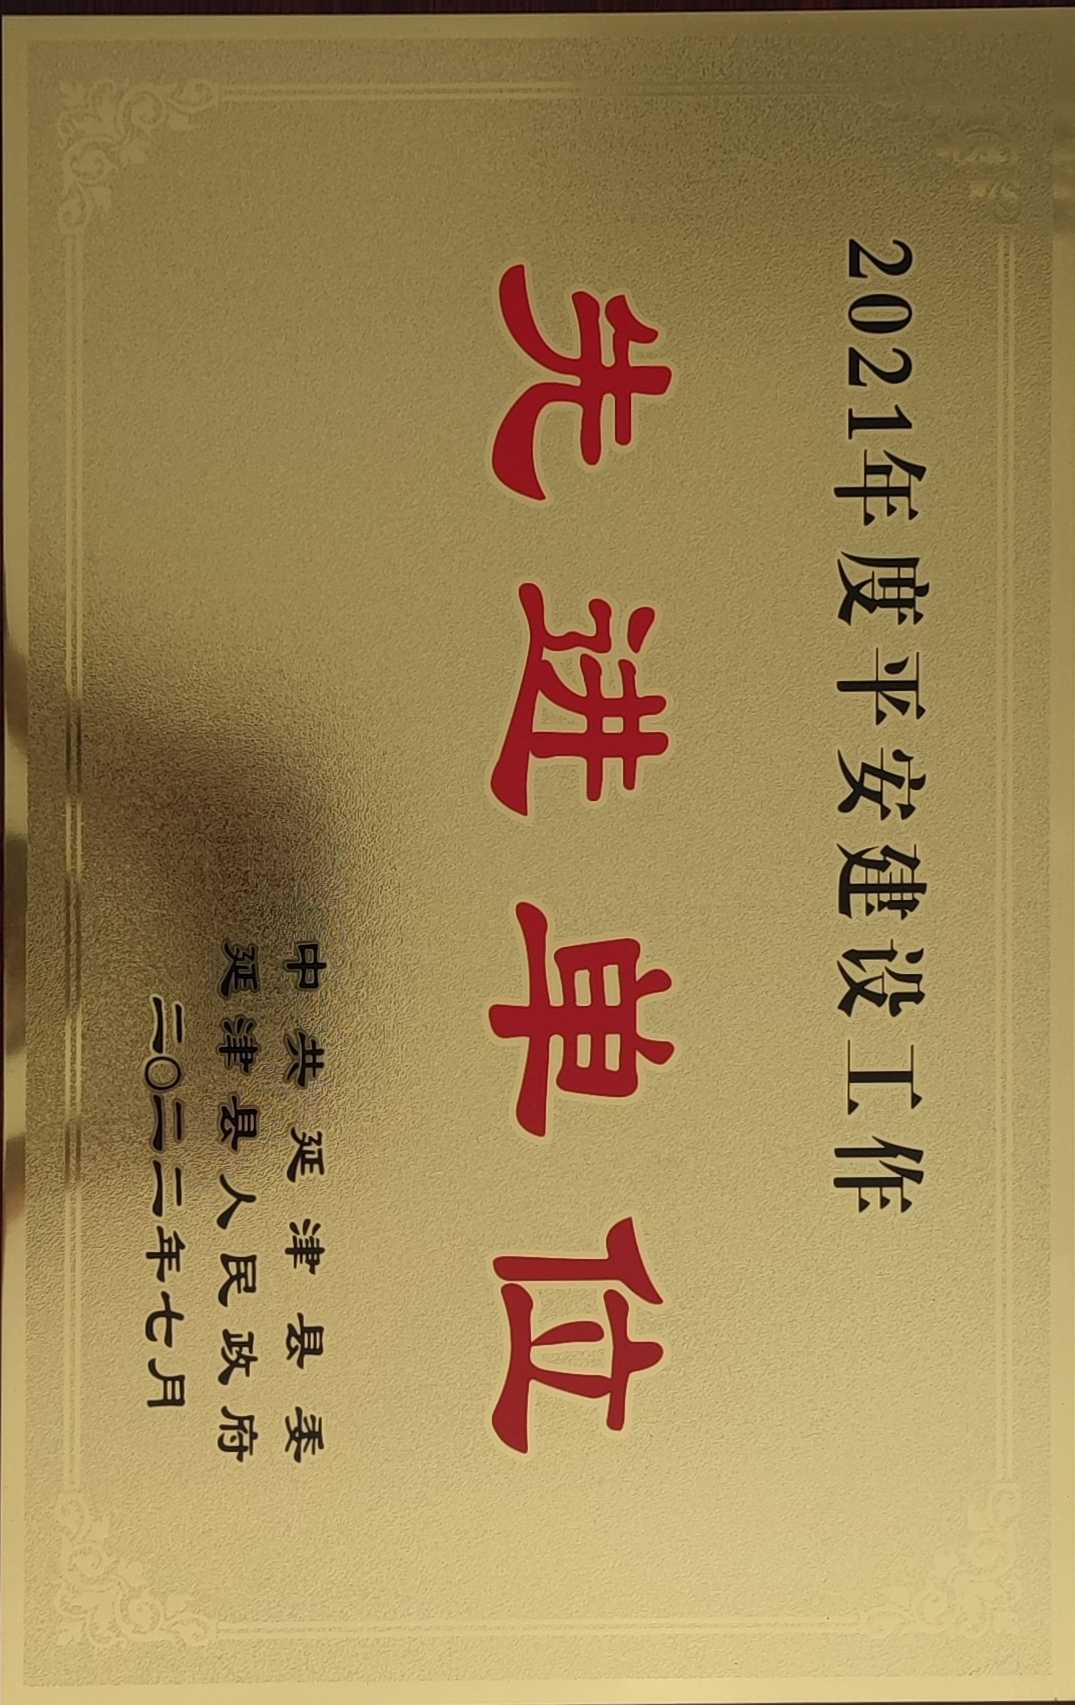 2021年度平安建设工作
先进单位
中共延津县委
延津县人民政府
二〇二二年七月